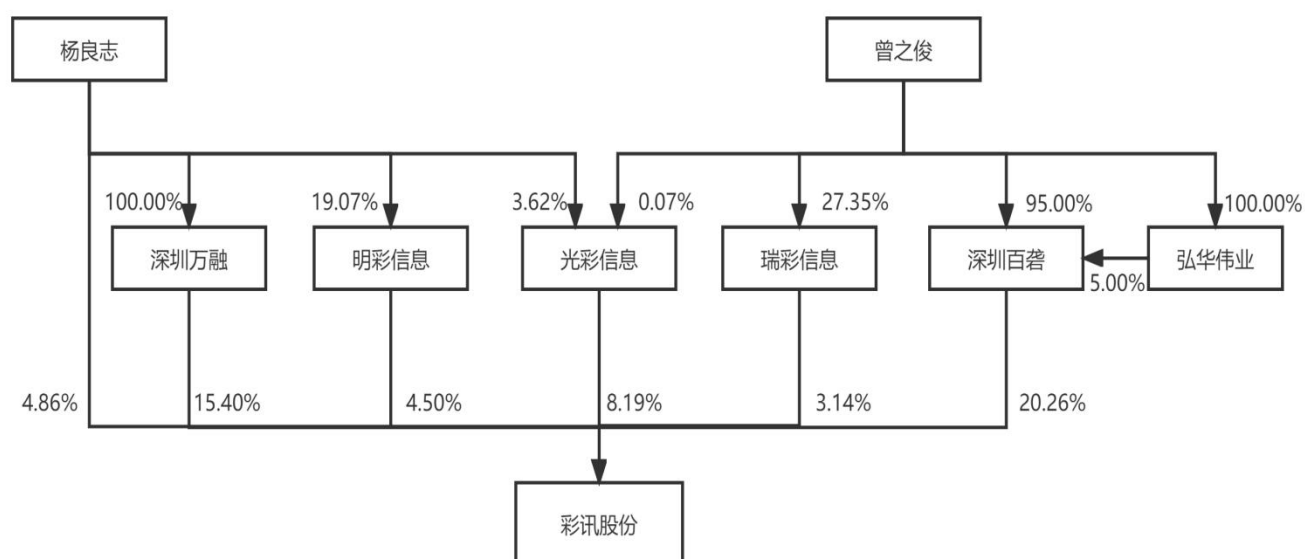 杨良志
曾之俊
100.00%
19.07%
3.62%
0.07%
27.35%
95.00%
100.00%
深圳万融
明彩信息
光彩信息
瑞彩信息
深圳百砻
弘华伟业
5.00%
4.86%
15.40%
4.50%
8.19%
3.14%
20.26%
彩讯股份